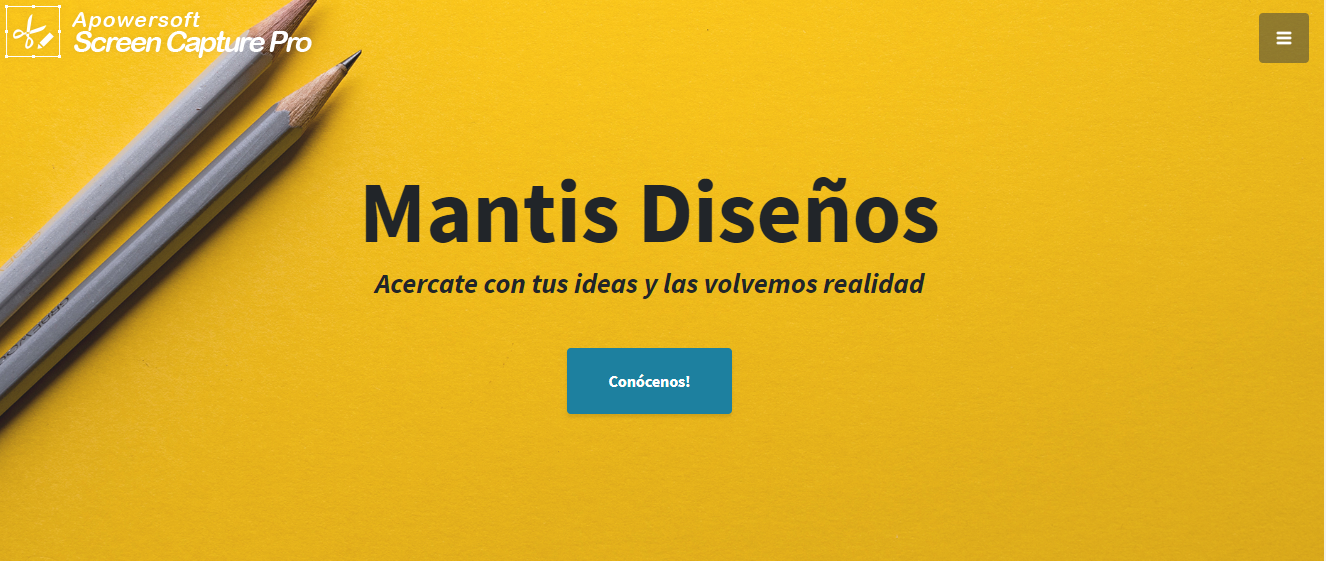 Apowersoft
Screen Capture Pro
Mantis Diseños
Acercate con tus ideas y las volvemos realidad
Conócenos!